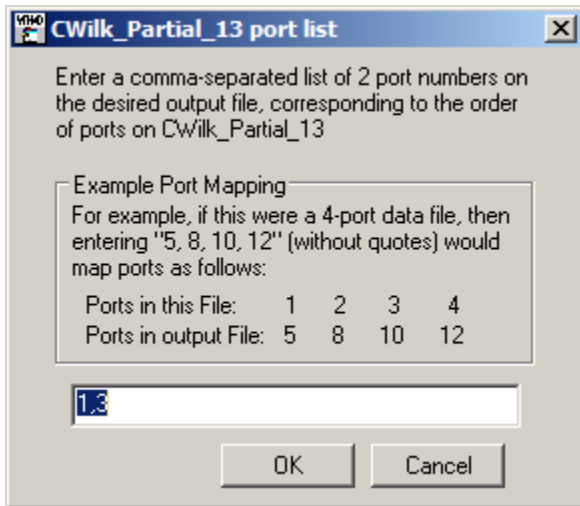 CWilk_Partial_13 port list
Enter a comma-separated list of 2 port numbers on
the desired output file, corresponding to the order
of ports on CWilk_Partial_13
Example Port Mapping
For example, if this were a 4-port data file, then
entering "5, 8, 10, 12" (without quotes) would
map ports as follows:
Ports in this File: 1 2 3 4
Ports in output File: 5 8 10 12
1,3
OK Cancel